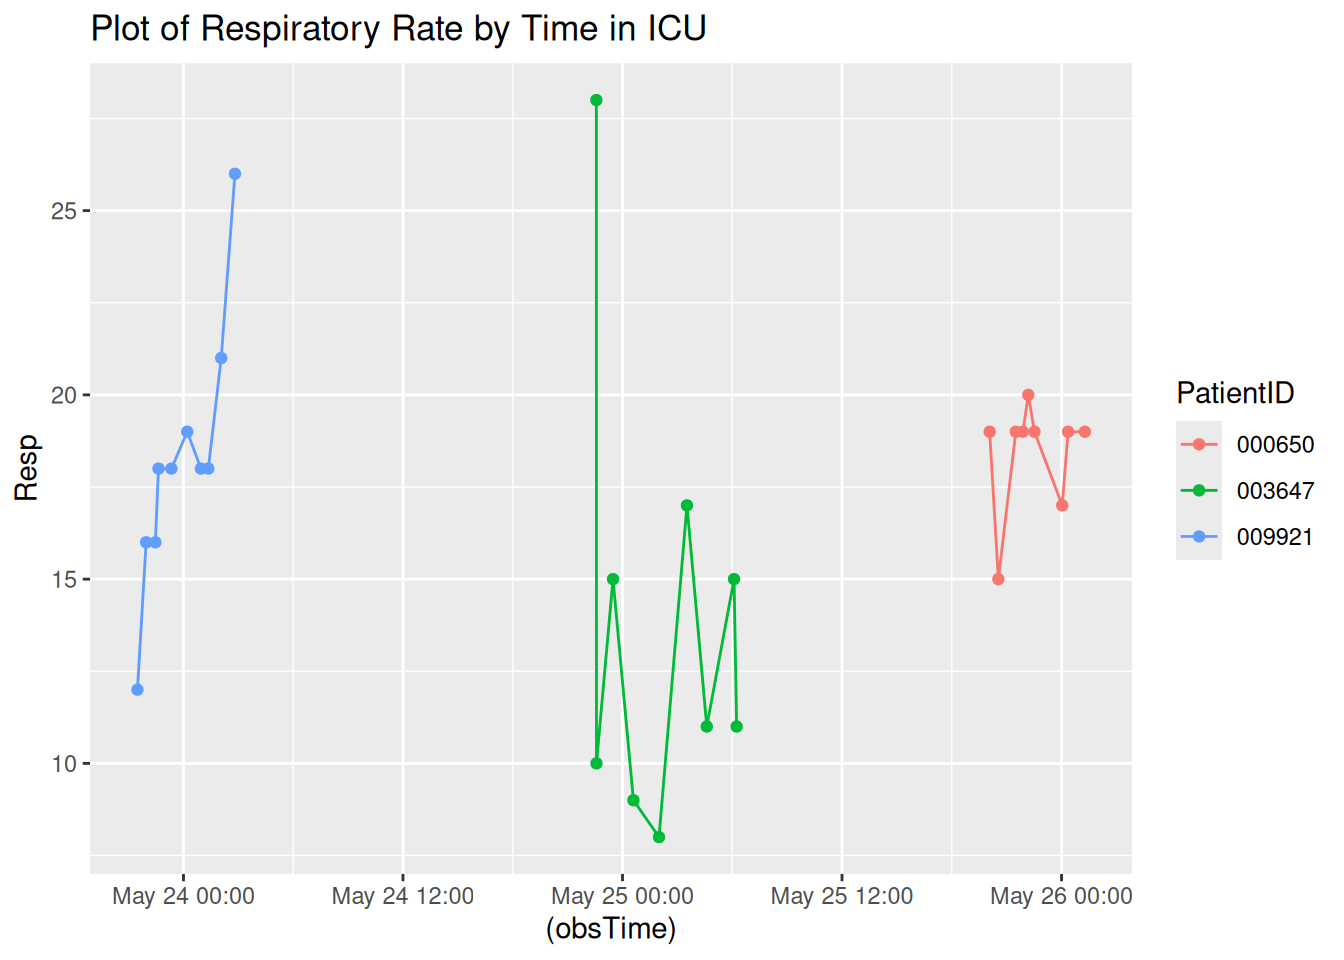 Plot of Respiratory Rate by Time in ICU
Resp
25
20
15
10
May 24 00:00
May 24 12:00
May 25 00:00
May 25 12:00
May 26 00:00
(obsTime)
PatientID
000650
003647
009921